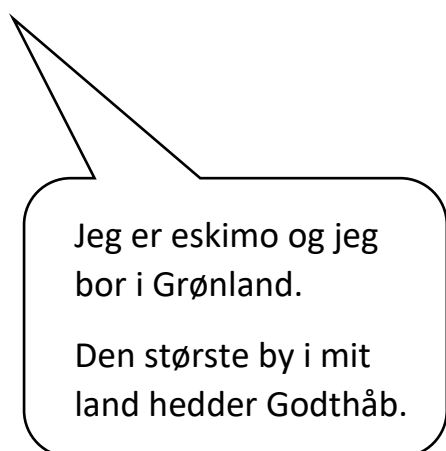 Jeg er eskimo og jeg
bor i Grønland.
Den største by i mit
land hedder Godthåb.